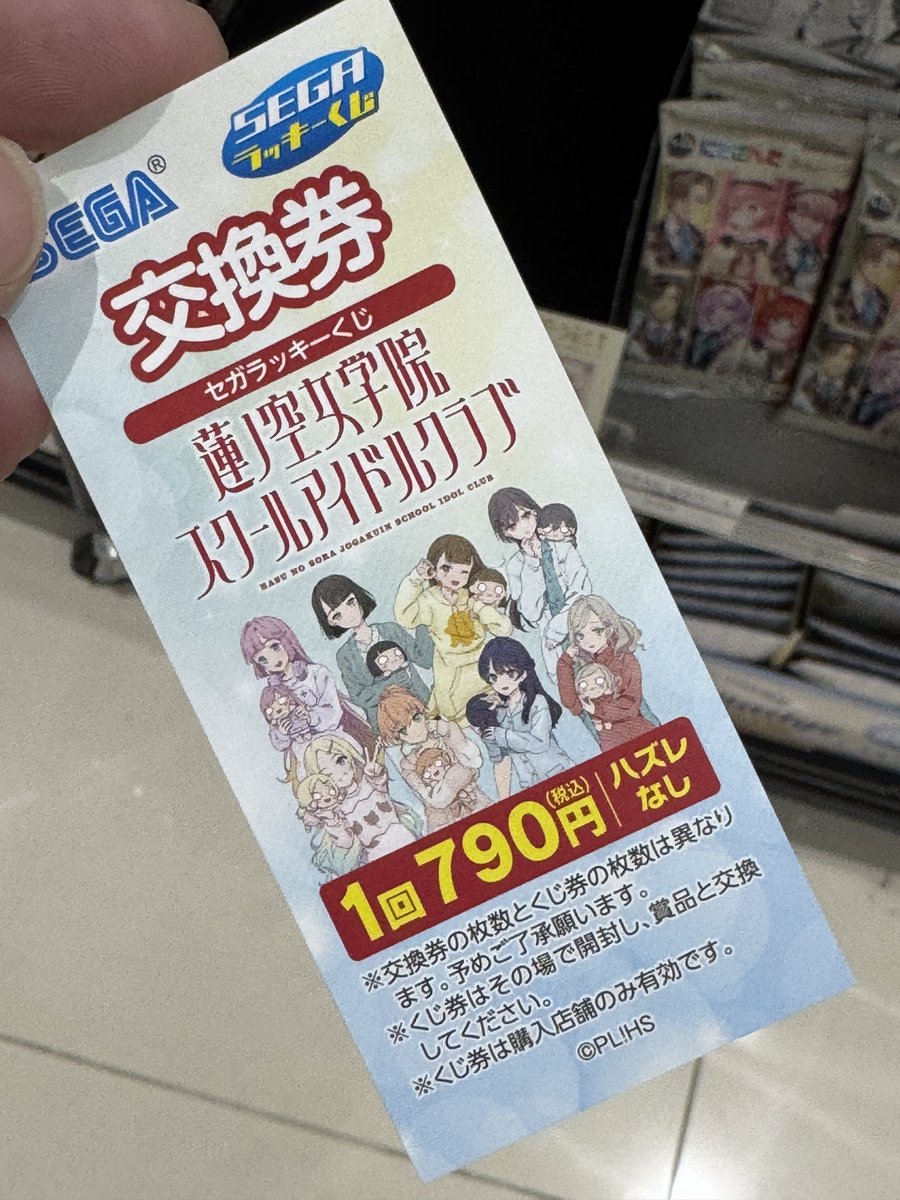 SEGA
ラッキーくじ
SEGA®
交換券
セガラッキーくじ
蓮ノ空女学院
スクールアイドルクラブ
HASU NO SORA JOGAKUIN SCHOOL IDOL CLUB
1回790円(税込)
ハズレ
なし
※交換券の枚数とくじ券の枚数は異なり
ます。予めご了承願います。
※くじ券はその場で開封し、賞品と交換
してください。
※くじ券は購入店舗のみ有効です。
©PL!HS